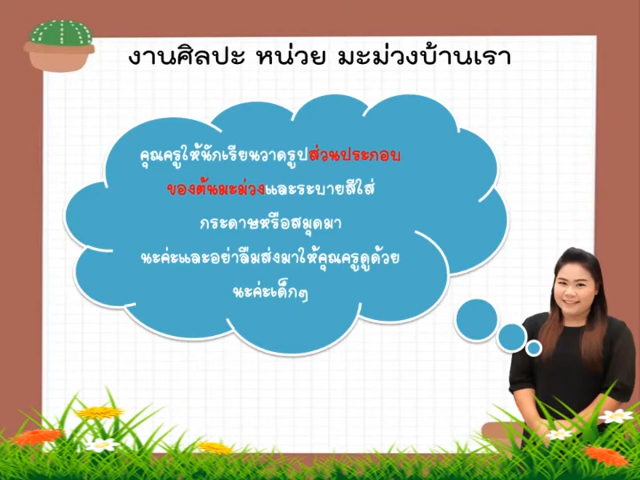 งานศิลปะ หน่วย มะม่วงบ้านเรา
คุณครูให้นักเรียนวาดรูปส่วนประกอบ
ของต้นมะม่วงและระบายสีใส่
กระดาษหรือสมุดมา
นะค่ะและอย่าลืมส่งมาให้คุณครูดูด้วย
นะค่ะเด็กๆ